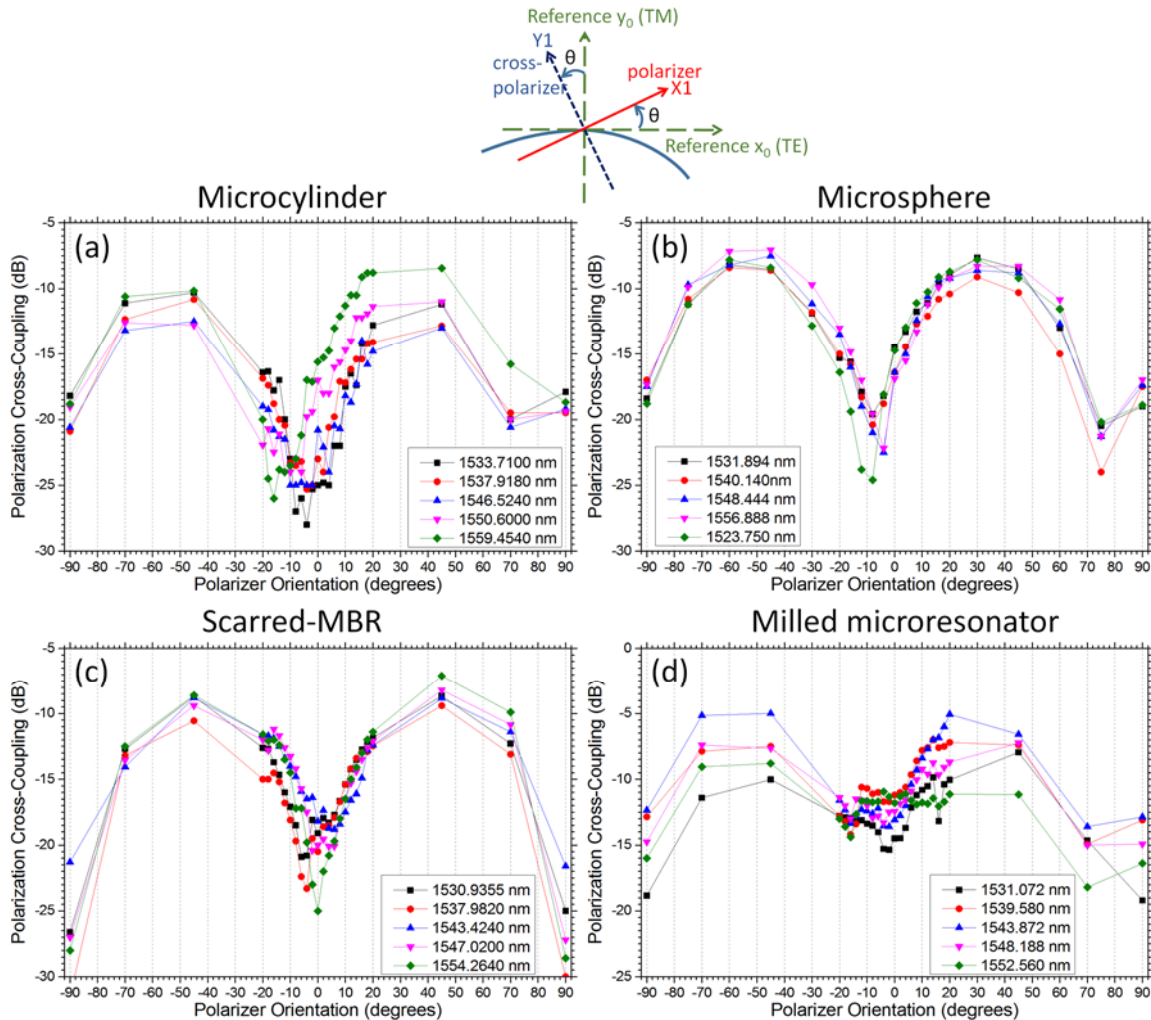 Reference y0 (TM)
Y1
θ
cross-
polarizer
polarizer
X1
θ
Reference x0 (TE)
Microcylinder
Microsphere
(a)
Polarization Cross-Coupling (dB)
-5
-10
-15
-20
-25
-30
1533.7100 nm
1537.9180 nm
1546.5240 nm
1550.6000 nm
1559.4540 nm
-90 -80 -70 -60 -50 -40 -30 -20 -10 0 10 20 30 40 50 60 70 80 90
Polarizer Orientation (degrees)
(b)
Polarization Cross-Coupling (dB)
-5
-10
-15
-20
-25
-30
1531.894 nm
1540.140nm
1548.444 nm
1556.888 nm
1523.750 nm
-90 -80 -70 -60 -50 -40 -30 -20 -10 0 10 20 30 40 50 60 70 80 90
Polarizer Orientation (degrees)
Scarred-MBR
Milled microresonator
(c)
Polarization Cross-Coupling (dB)
-5
-10
-15
-20
-25
-30
1530.9355 nm
1537.9820 nm
1543.4240 nm
1547.0200 nm
1554.2640 nm
-90 -80 -70 -60 -50 -40 -30 -20 -10 0 10 20 30 40 50 60 70 80 90
Polarizer Orientation (degrees)
(d)
Polarization Cross-Coupling (dB)
0
-5
-10
-15
-20
-25
1531.072 nm
1539.580 nm
1543.872 nm
1548.188 nm
1552.560 nm
-90 -80 -70 -60 -50 -40 -30 -20 -10 0 10 20 30 40 50 60 70 80 90
Polarizer Orientation (degrees)